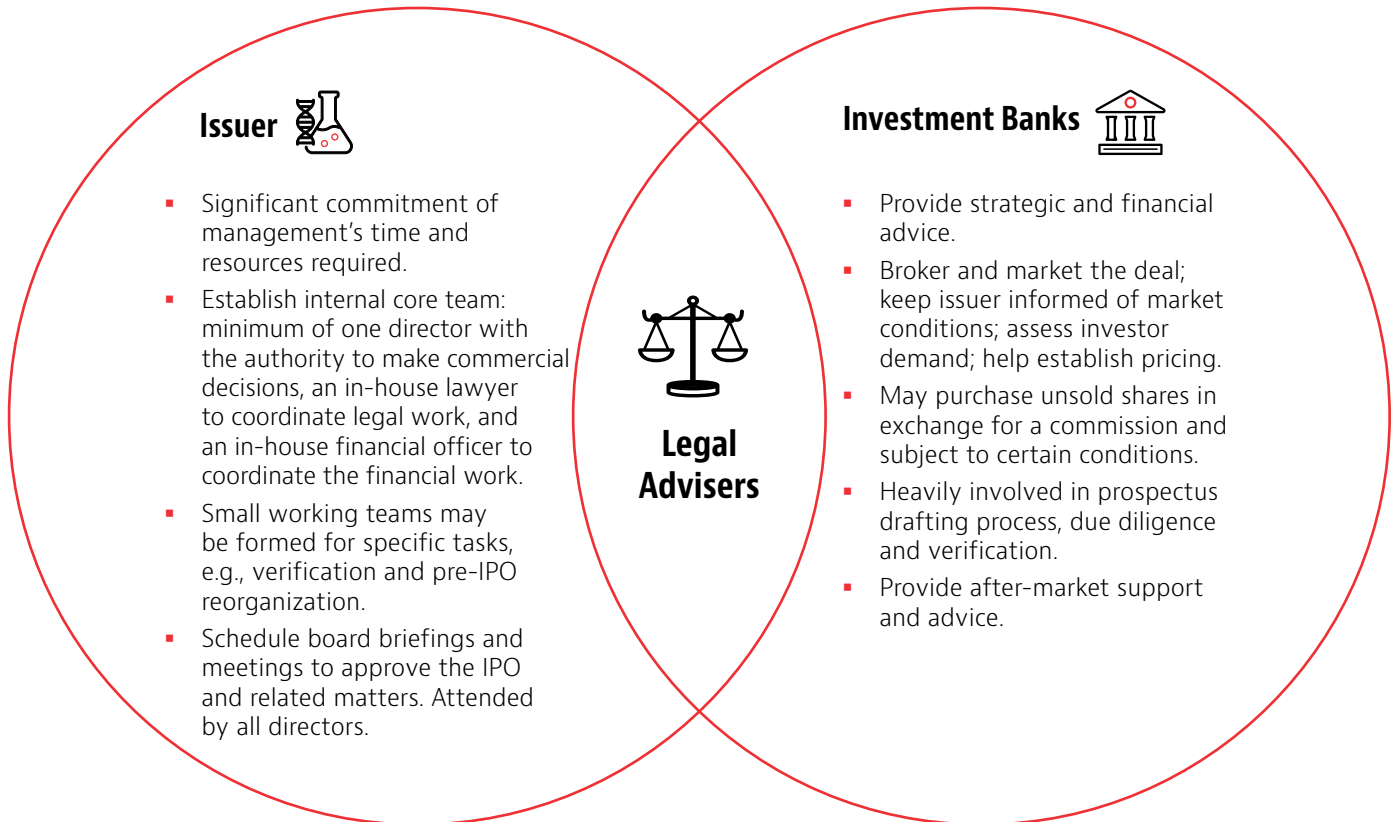 Issuer
▪ Significant commitment of
management’s time and
resources required.
▪ Establish internal core team:
minimum of one director with
the authority to make commercial
decisions, an in-house lawyer
to coordinate legal work, and
an in-house financial officer to
coordinate the financial work.
▪ Small working teams may
be formed for specific tasks,
e.g., verification and pre-IPO
reorganization.
▪ Schedule board briefings and
meetings to approve the IPO
and related matters. Attended
by all directors.
Legal
Advisers
Investment Banks
▪ Provide strategic and financial
advice.
▪ Broker and market the deal;
keep issuer informed of market
conditions; assess investor
demand; help establish pricing.
▪ May purchase unsold shares in
exchange for a commission and
subject to certain conditions.
▪ Heavily involved in prospectus
drafting process, due diligence
and verification.
▪ Provide after-market support
and advice.